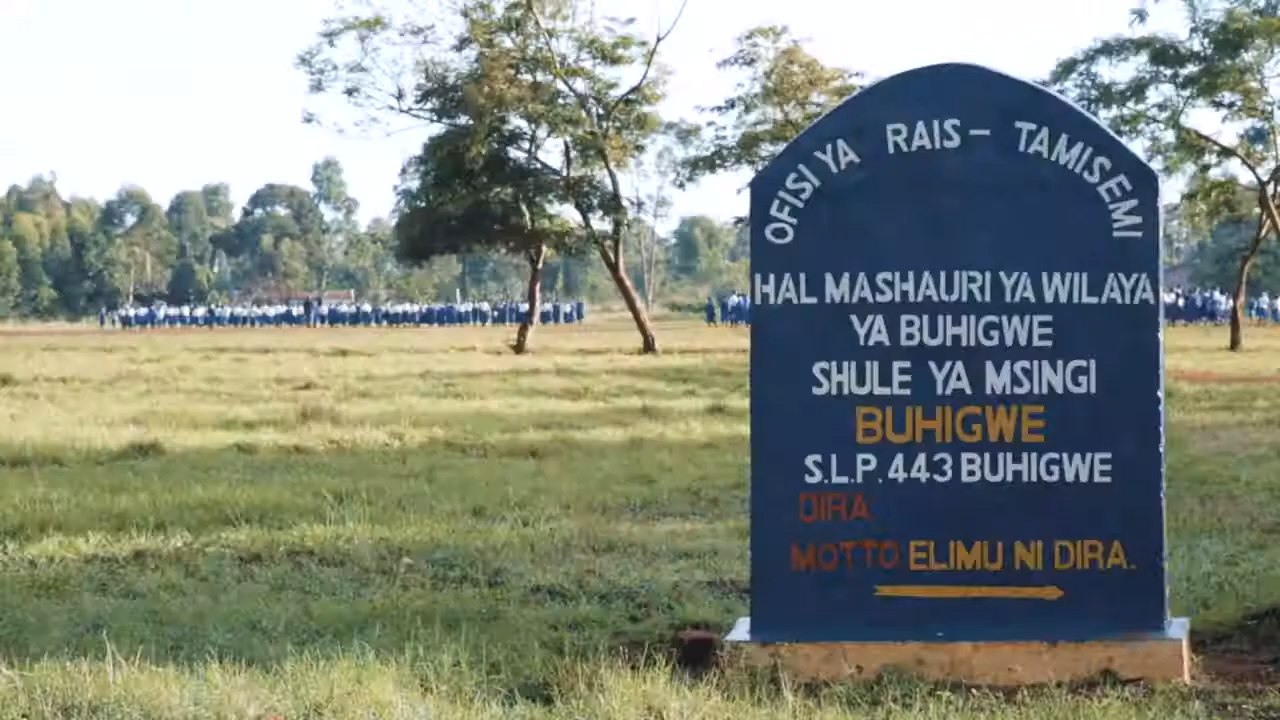 OFISI YA RAIS - TAMISEMI
HAL MASHAURI YA WILAYA
YA BUHIGWE
SHULE YA MSINGI
BUHIGWE
S.L.P. 443 BUHIGWE
DIRA
MOTTO ELIMU NI DIRA.